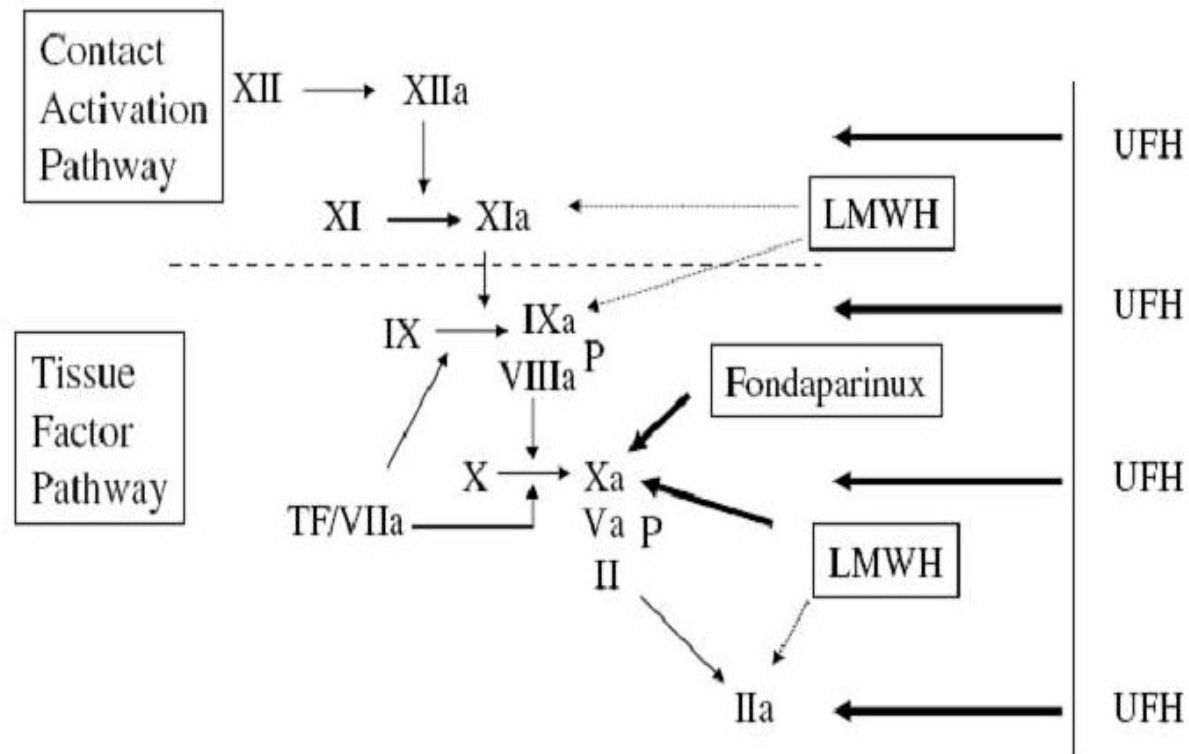 Contact
Activation
Pathway
XII
XIIa
UFH
XI
XIa
LMWH
UFH
IX
IXa
P
VIIIa
Tissue
Factor
Pathway
Fondaparinux
X
Xa
UFH
TF/VIIa
Va
P
II
LMWH
IIa
UFH